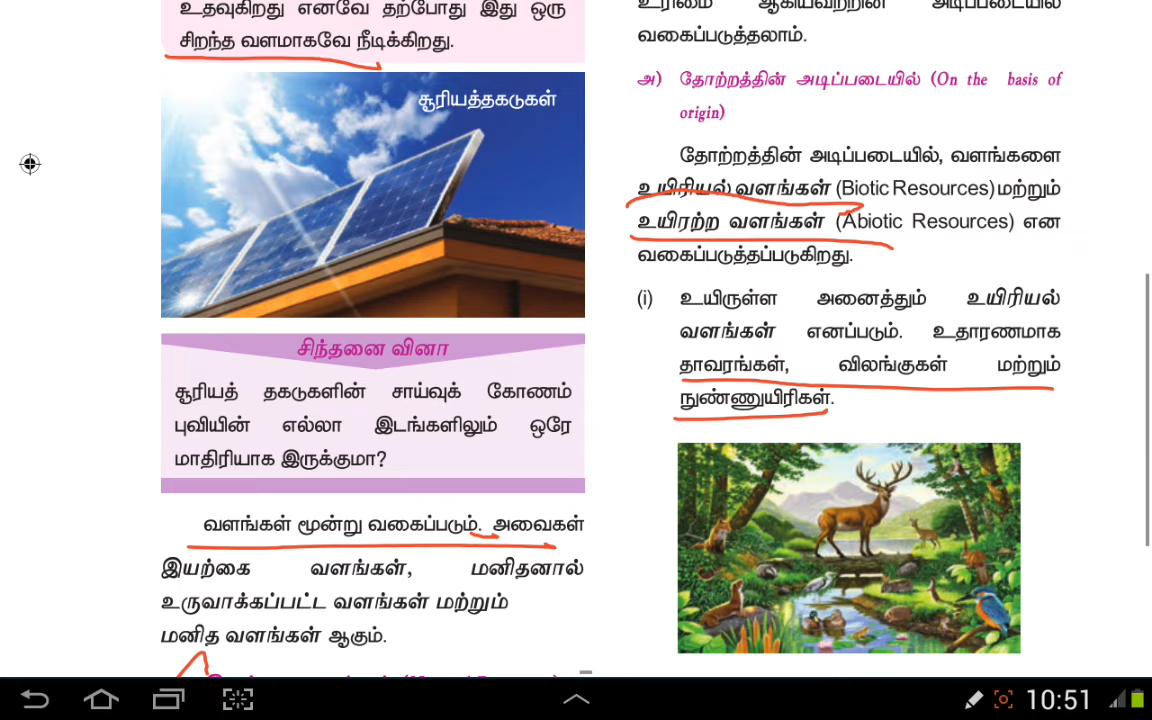 உதவுகிறது எனவே தற்போது இது ஒரு
சிறந்த வளமாகவே நீடிக்கிறது.
சூரியத்தகடுகள்
சிந்தனை வினா
சூரியத் தகடுகளின் சாய்வுக் கோணம்
புவியின் எல்லா இடங்களிலும் ஒரே
மாதிரியாக இருக்குமா?
வளங்கள் மூன்று வகைப்படும். அவைகள்
இயற்கை வளங்கள், மனிதனால்
உருவாக்கப்பட்ட வளங்கள் மற்றும்
மனித வளங்கள் ஆகும்.
உரிமை ஆகியவற்றின் அடிப்படையில்
வகைப்படுத்தலாம்.
அ) தோற்றத்தின் அடிப்படையில் (On the basis of
origin)
தோற்றத்தின் அடிப்படையில், வளங்களை
உயிரியல் வளங்கள் (Biotic Resources) மற்றும்
உயிரற்ற வளங்கள் (Abiotic Resources) என
வகைப்படுத்தப்படுகிறது.
(i) உயிருள்ள அனைத்தும் உயிரியல்
வளங்கள் எனப்படும். உதாரணமாக
தாவரங்கள், விலங்குகள் மற்றும்
நுண்ணுயிரிகள்.
10:51